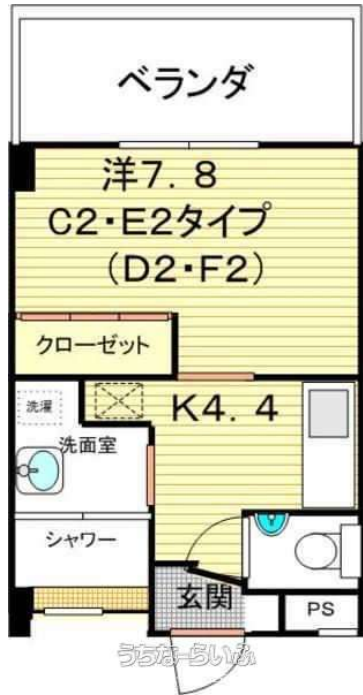 ベランダ
洋7.8
C2・E2タイプ
(D2・F2)
クローゼット
洗濯
K4.4
洗面室
シャワー
玄関
PS
うちなーらいふ